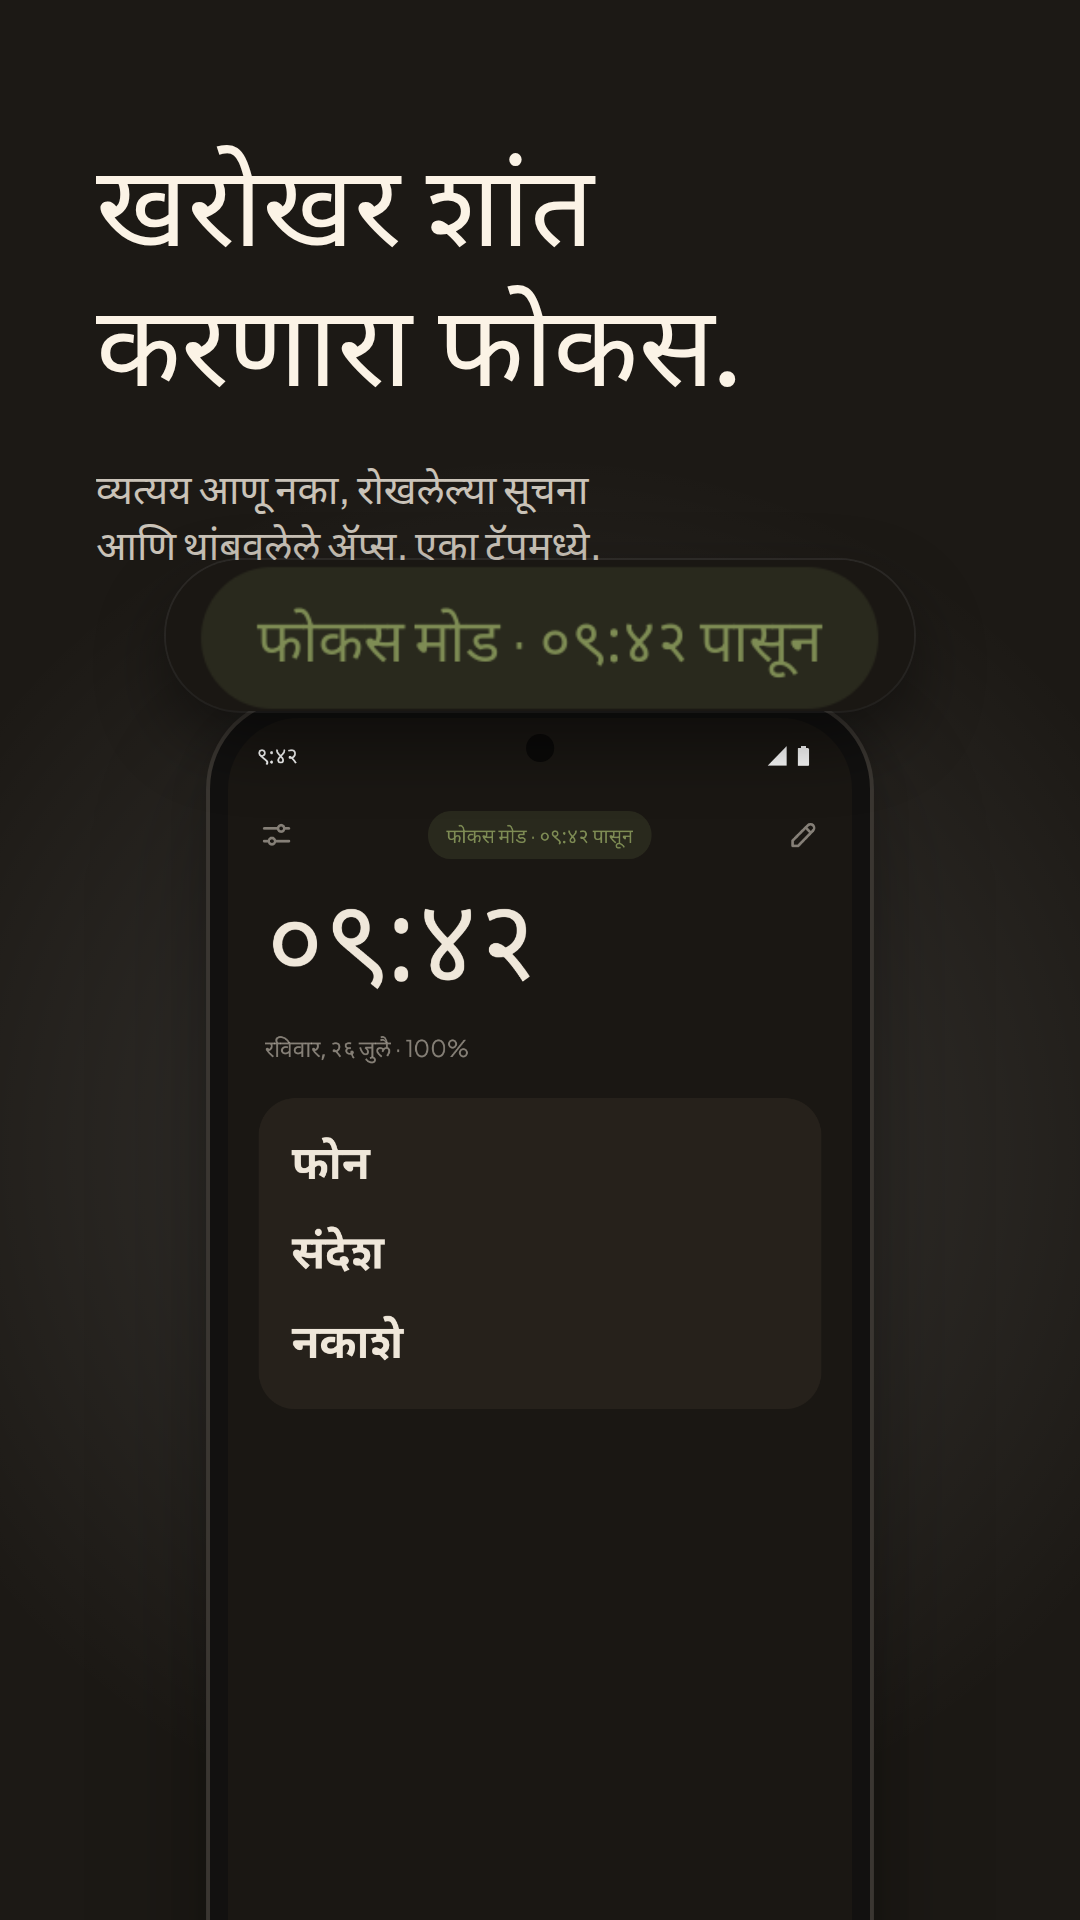 खरोखर शांत
करणारा फोकस.
व्यत्यय आणू नका, रोखलेल्या सूचना
आणि थांबवलेले ॲप्स. एका टॅपमध्ये.
फोकस मोड · ०९:४२ पासून
९:४२
फोकस मोड · ०९:४२ पासून
०९:४२
रविवार, २६ जुलै · 100%
फोन
संदेश
नकाशे